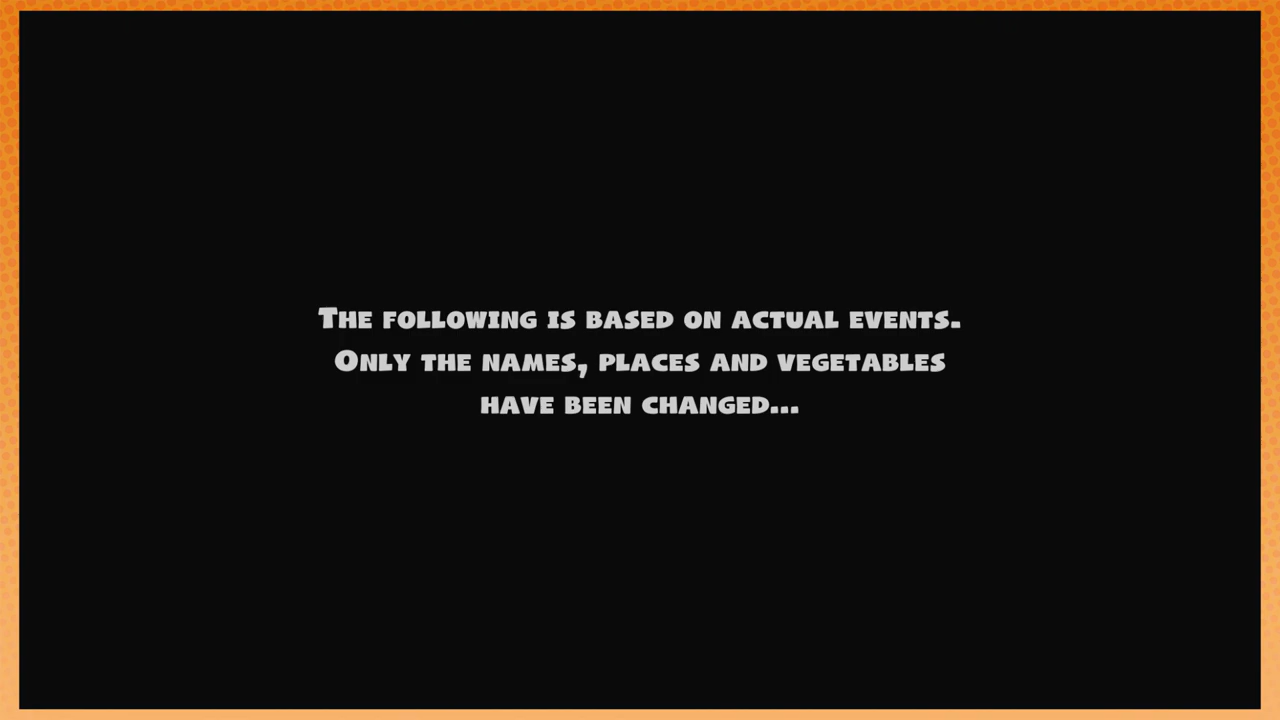 The following is based on actual events.
Only the names, places and vegetables
have been changed...